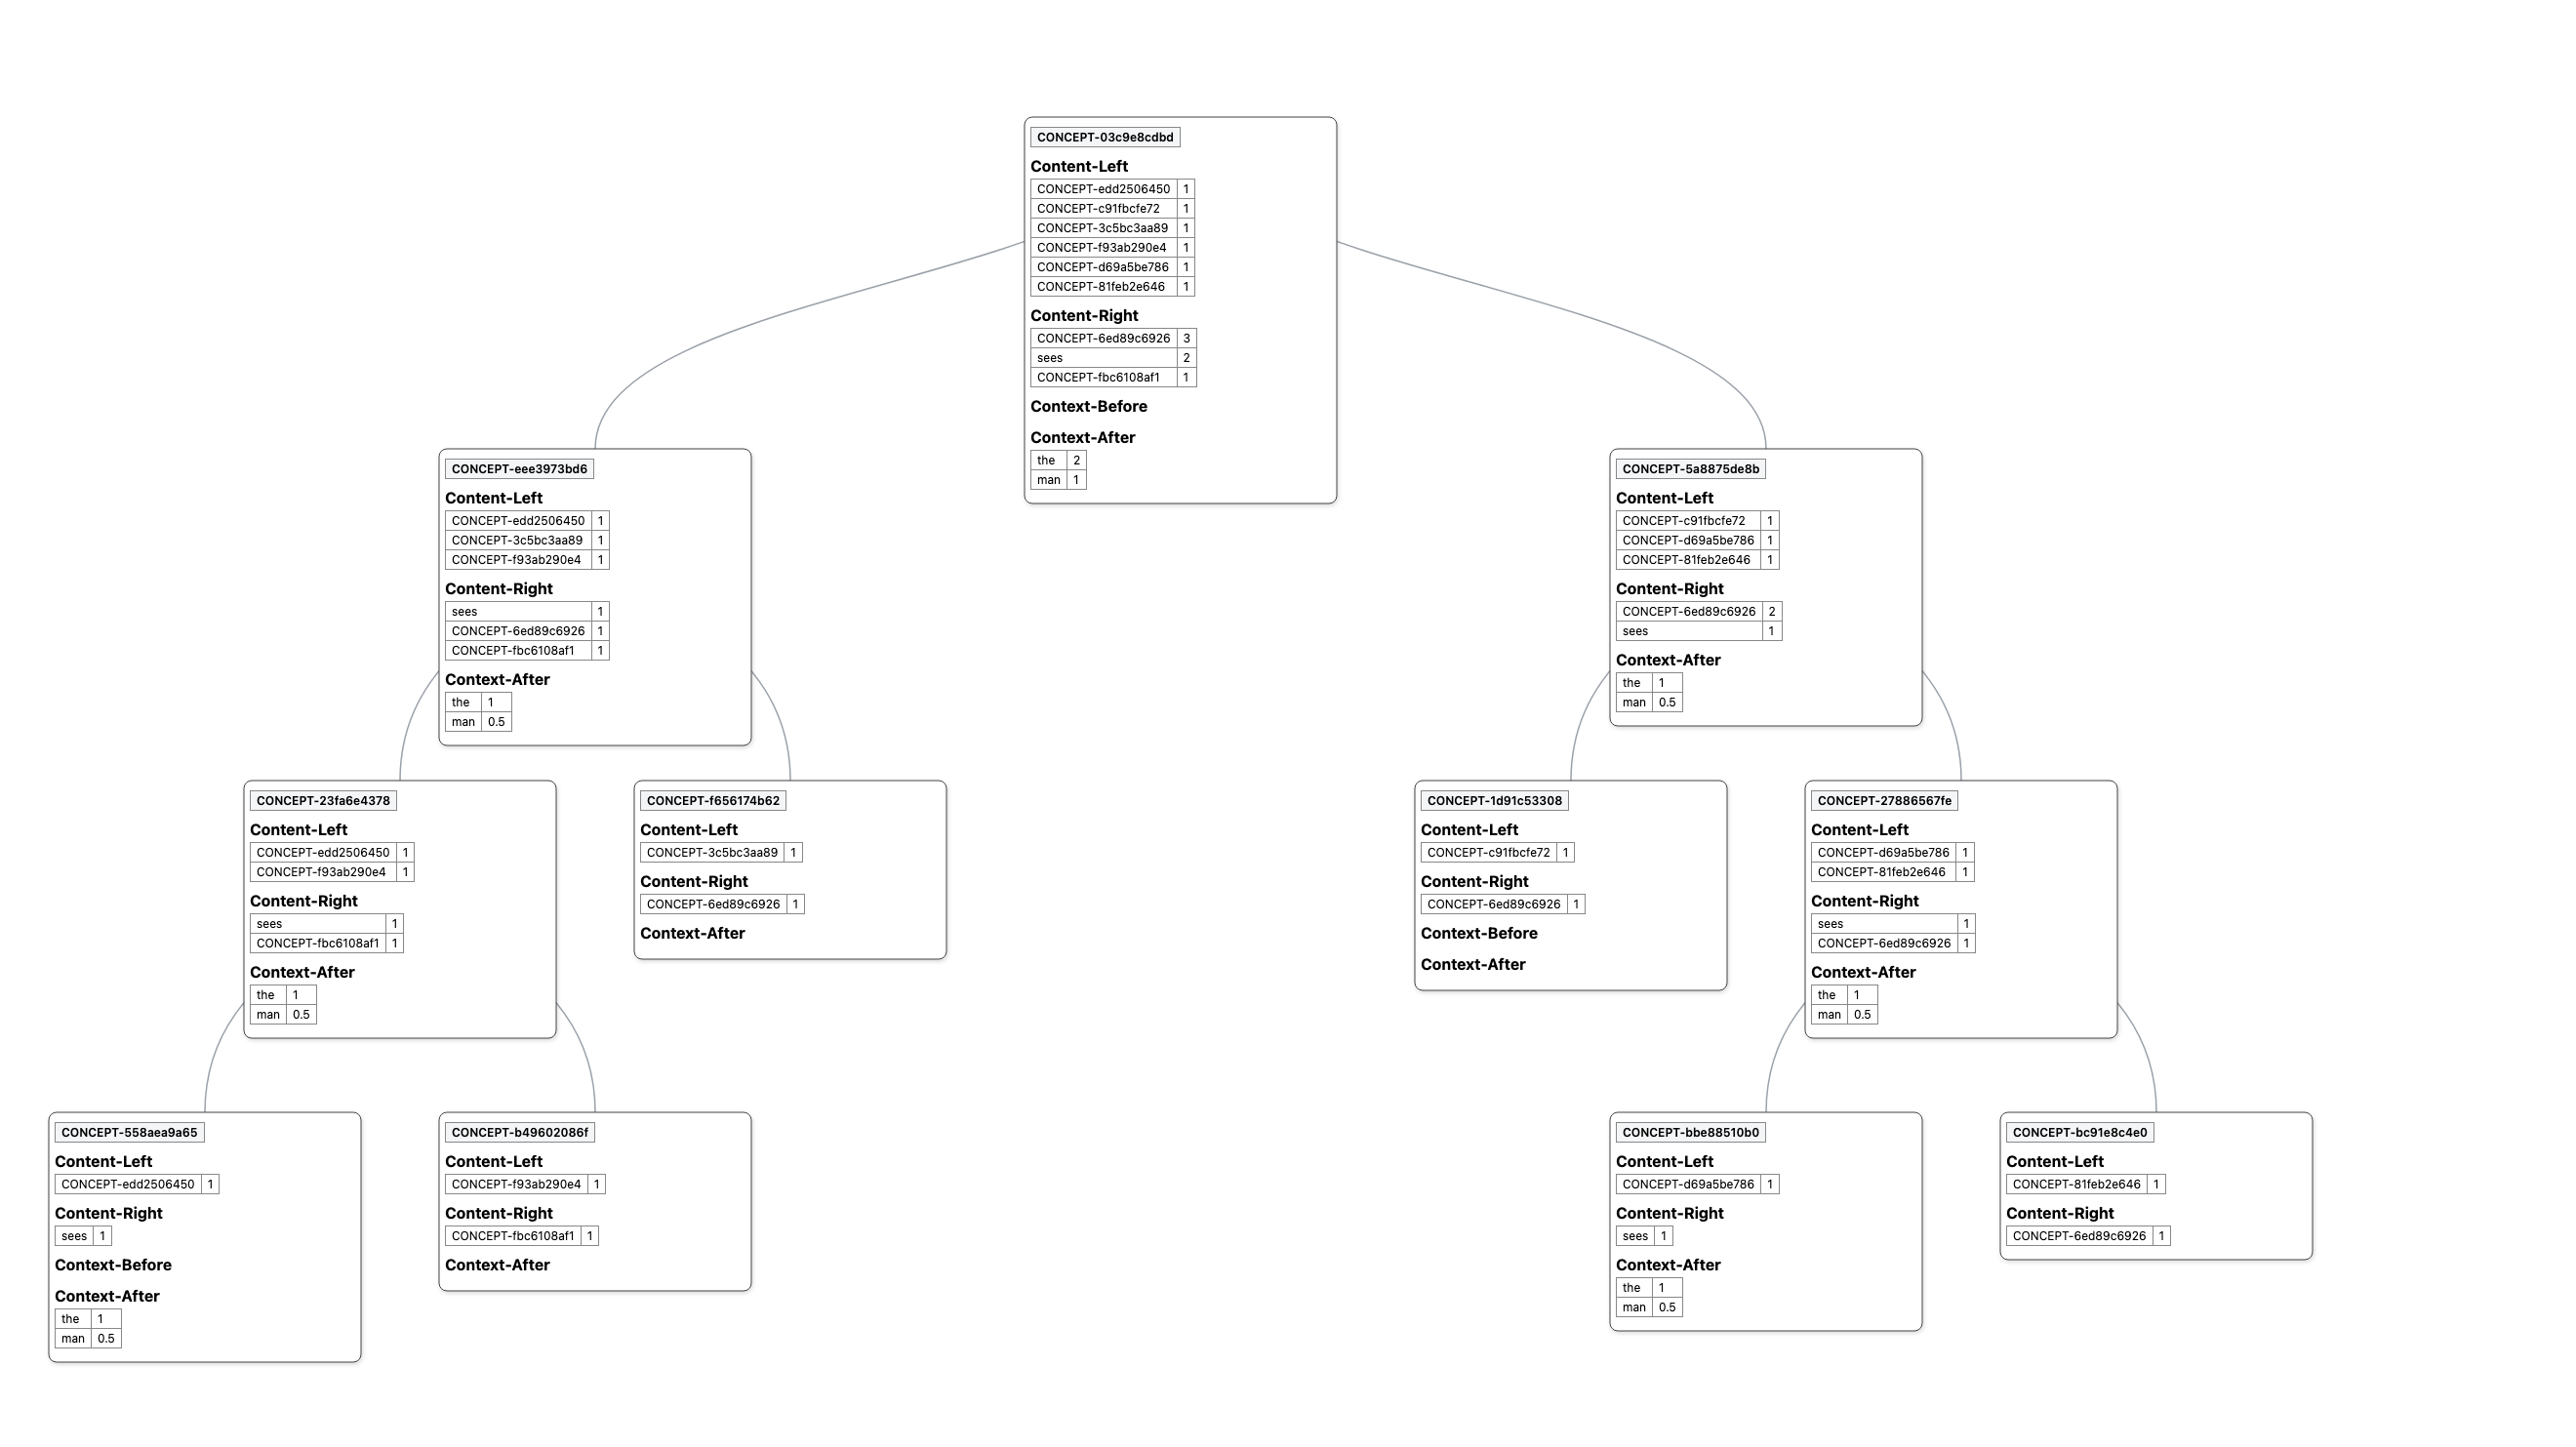 CONCEPT-03c9e8cdbd
Content-Left
CONCEPT-edd2506450 1
CONCEPT-c91fbcfe72 1
CONCEPT-3c5bc3aa89 1
CONCEPT-f93ab290e4 1
CONCEPT-d69a5be786 1
CONCEPT-81feb2e646 1
Content-Right
CONCEPT-6ed89c6926 3
sees 2
CONCEPT-fbc6108af1 1
Context-Before
Context-After
the 2
man 1
CONCEPT-eee3973bd6
Content-Left
CONCEPT-edd2506450 1
CONCEPT-3c5bc3aa89 1
CONCEPT-f93ab290e4 1
Content-Right
sees 1
CONCEPT-6ed89c6926 1
CONCEPT-fbc6108af1 1
Context-After
the 1
man 0.5
CONCEPT-5a8875de8b
Content-Left
CONCEPT-c91fbcfe72 1
CONCEPT-d69a5be786 1
CONCEPT-81feb2e646 1
Content-Right
CONCEPT-6ed89c6926 2
sees 1
Context-After
the 1
man 0.5
CONCEPT-23fa6e4378
Content-Left
CONCEPT-edd2506450 1
CONCEPT-f93ab290e4 1
Content-Right
sees 1
CONCEPT-fbc6108af1 1
Context-After
the 1
man 0.5
CONCEPT-f656174b62
Content-Left
CONCEPT-3c5bc3aa89 1
Content-Right
CONCEPT-6ed89c6926 1
Context-After
CONCEPT-1d91c53308
Content-Left
CONCEPT-c91fbcfe72 1
Content-Right
CONCEPT-6ed89c6926 1
Context-Before
Context-After
CONCEPT-27886567fe
Content-Left
CONCEPT-d69a5be786 1
CONCEPT-81feb2e646 1
Content-Right
sees 1
CONCEPT-6ed89c6926 1
Context-After
the 1
man 0.5
CONCEPT-558aea9a65
Content-Left
CONCEPT-edd2506450 1
Content-Right
sees 1
Context-Before
Context-After
the 1
man 0.5
CONCEPT-b49602086f
Content-Left
CONCEPT-f93ab290e4 1
Content-Right
CONCEPT-fbc6108af1 1
Context-After
CONCEPT-bbe88510b0
Content-Left
CONCEPT-d69a5be786 1
Content-Right
sees 1
Context-After
the 1
man 0.5
CONCEPT-bc91e8c4e0
Content-Left
CONCEPT-81feb2e646 1
Content-Right
CONCEPT-6ed89c6926 1